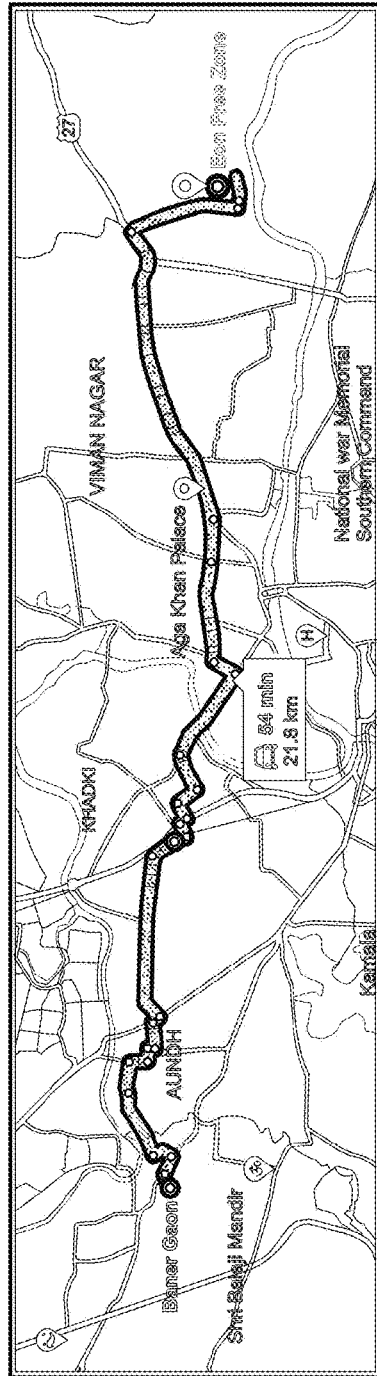 27
Eon Free Zone
VIMAN NAGAR
Aga Khan Palace
National war Memorial
Southern Command
H
54 min
21.8 km
KHADKI
Kamala
AUNDH
Baner Gaon
Shri Balaji Mandir